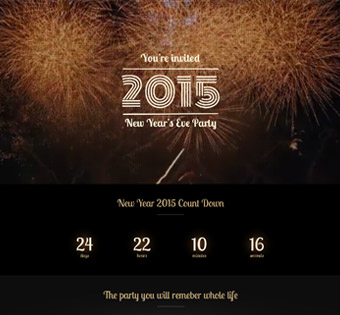 You're invited
2015
New Year's Eve Party
New Year 2015 Count Down
24 22 10 16
days hours minutes seconds
The party you will remeber whole life